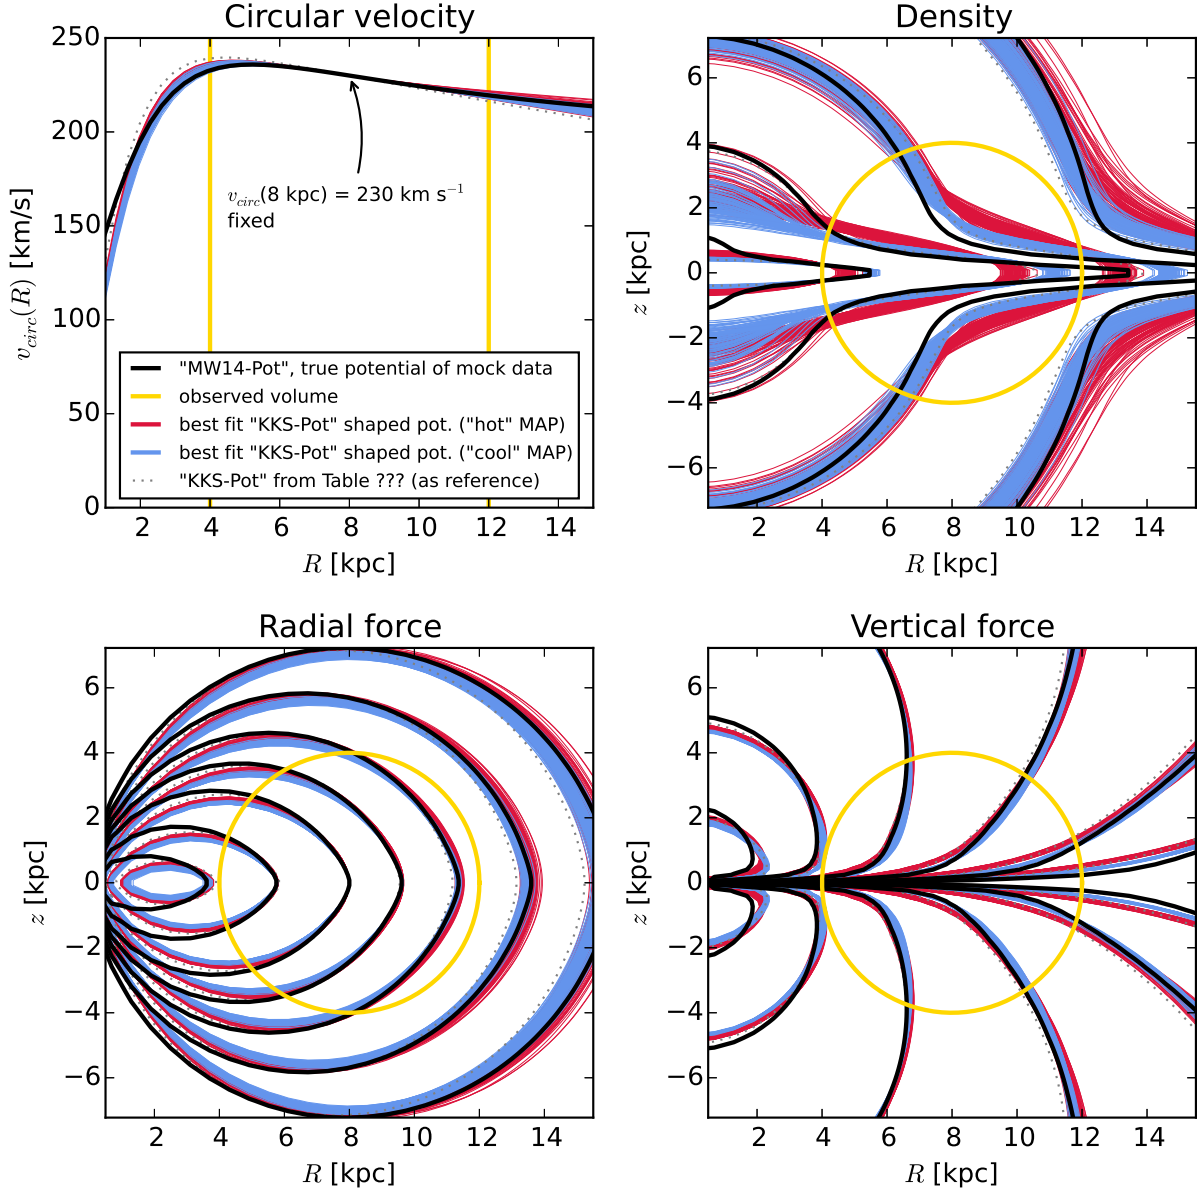 Circular velocity
250
200
150
100
50
0
v_circ(R) [km/s]
v_circ(8 kpc) = 230 km s⁻¹
fixed
"MW14-Pot", true potential of mock data
observed volume
best fit "KKS-Pot" shaped pot. ("hot" MAP)
best fit "KKS-Pot" shaped pot. ("cool" MAP)
"KKS-Pot" from Table ??? (as reference)
2 4 6 8 10 12 14
R [kpc]
Density
6
4
2
0
−2
−4
−6
z [kpc]
2 4 6 8 10 12 14
R [kpc]
Radial force
6
4
2
0
−2
−4
−6
z [kpc]
2 4 6 8 10 12 14
R [kpc]
Vertical force
6
4
2
0
−2
−4
−6
z [kpc]
2 4 6 8 10 12 14
R [kpc]